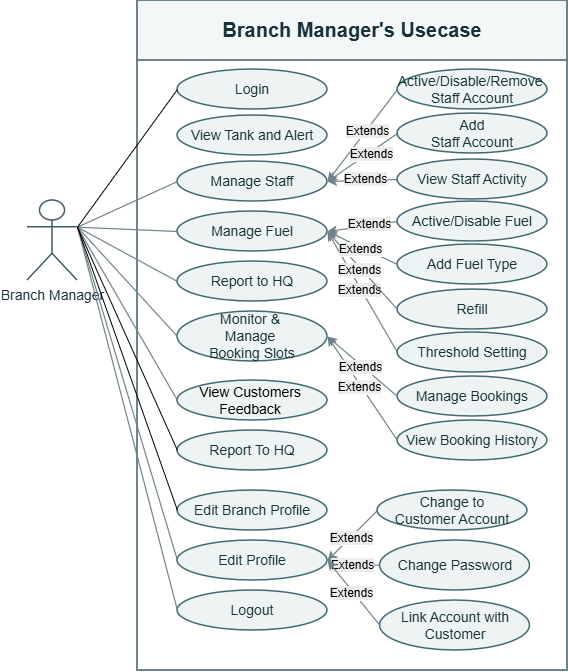 Branch Manager's Usecase
Login
View Tank and Alert
Manage Staff
Manage Fuel
Report to HQ
Monitor &
Manage
Booking Slots
View Customers
Feedback
Report To HQ
Edit Branch Profile
Edit Profile
Logout
Branch Manager
Active/Disable/Remove
Staff Account
Add
Staff Account
View Staff Activity
Active/Disable Fuel
Add Fuel Type
Refill
Threshold Setting
Manage Bookings
View Booking History
Change to
Customer Account
Change Password
Link Account with
Customer
Extends
Extends
Extends
Extends
Extends
Extends
Extends
Extends
Extends
Extends
Extends
Extends